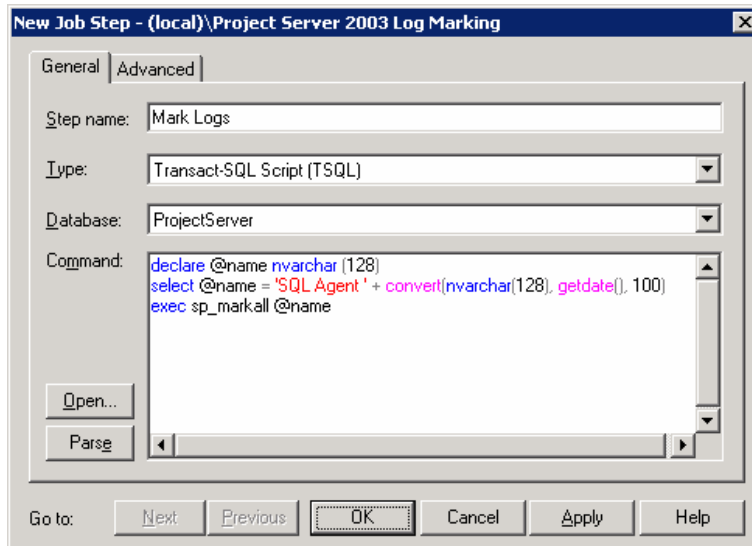 New Job Step - (local)\Project Server 2003 Log Marking
General Advanced
Step name: Mark Logs
Type: Transact-SQL Script (TSQL)
Database: ProjectServer
Command: declare @name nvarchar (128)
select @name = 'SQL Agent ' + convert(nvarchar(128), getdate(), 100)
exec sp_markall @name
Open...
Parse
Go to: Next Previous OK Cancel Apply Help